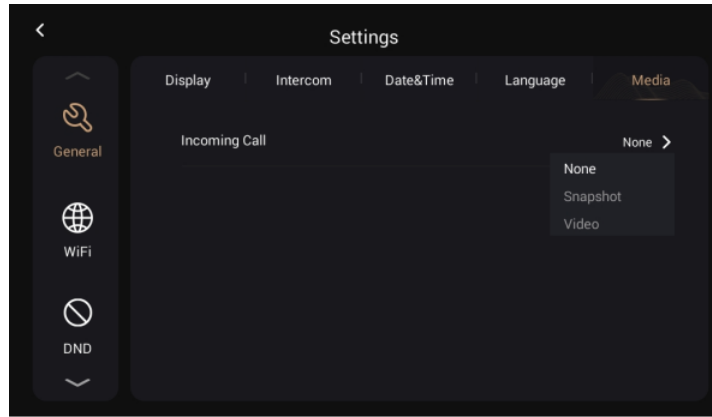 Settings
Display Intercom Date&Time Language Media
General
Incoming Call None
None
Snapshot
Video
WiFi
DND